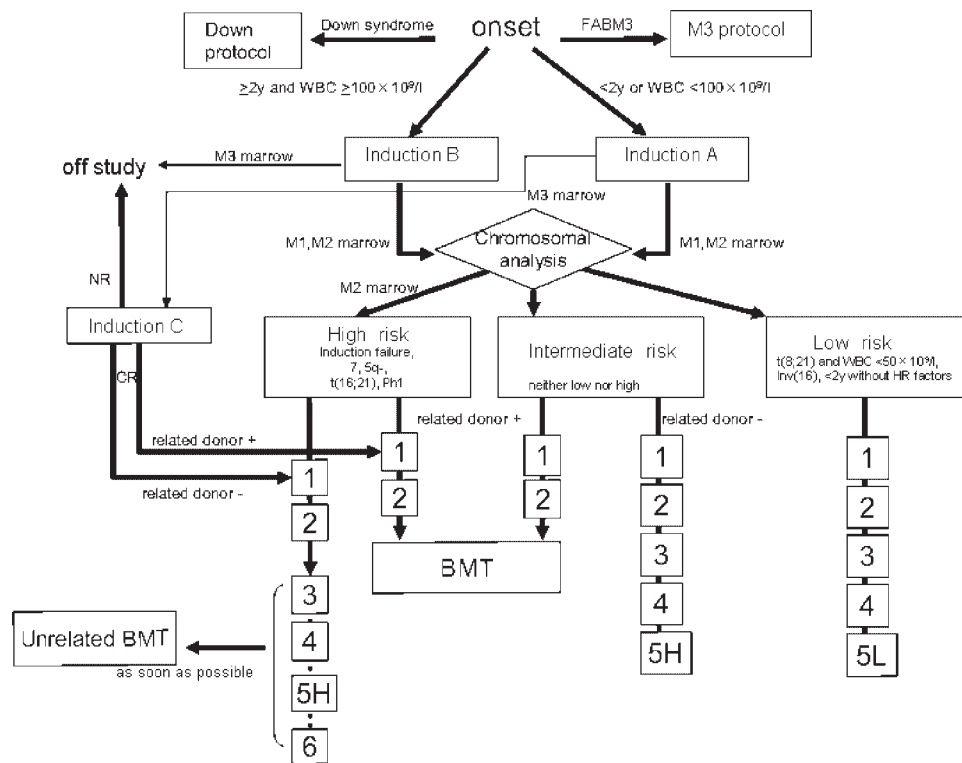 Down syndrome
onset
FABM3
Down
protocol
M3 protocol
≥2y and WBC ≥100×10⁹/l
<2y or WBC <100×10⁹/l
Induction B
Induction A
M3 marrow
off study
M3 marrow
M1,M2 marrow
Chromosomal
analysis
M1,M2 marrow
NR
M2 marrow
Induction C
High risk
Induction failure,
7, 5q-,
t(16;21), Ph1
Intermediate risk
neither low nor high
Low risk
t(8;21) and WBC <50×10⁹/l,
Inv(16), <2y without HR factors
CR
related donor +
related donor +
related donor -
related donor -
1
2
1
2
1
2
1
2
3
4
5H
1
2
3
4
5L
BMT
3
4
5H
6
Unrelated BMT
as soon as possible